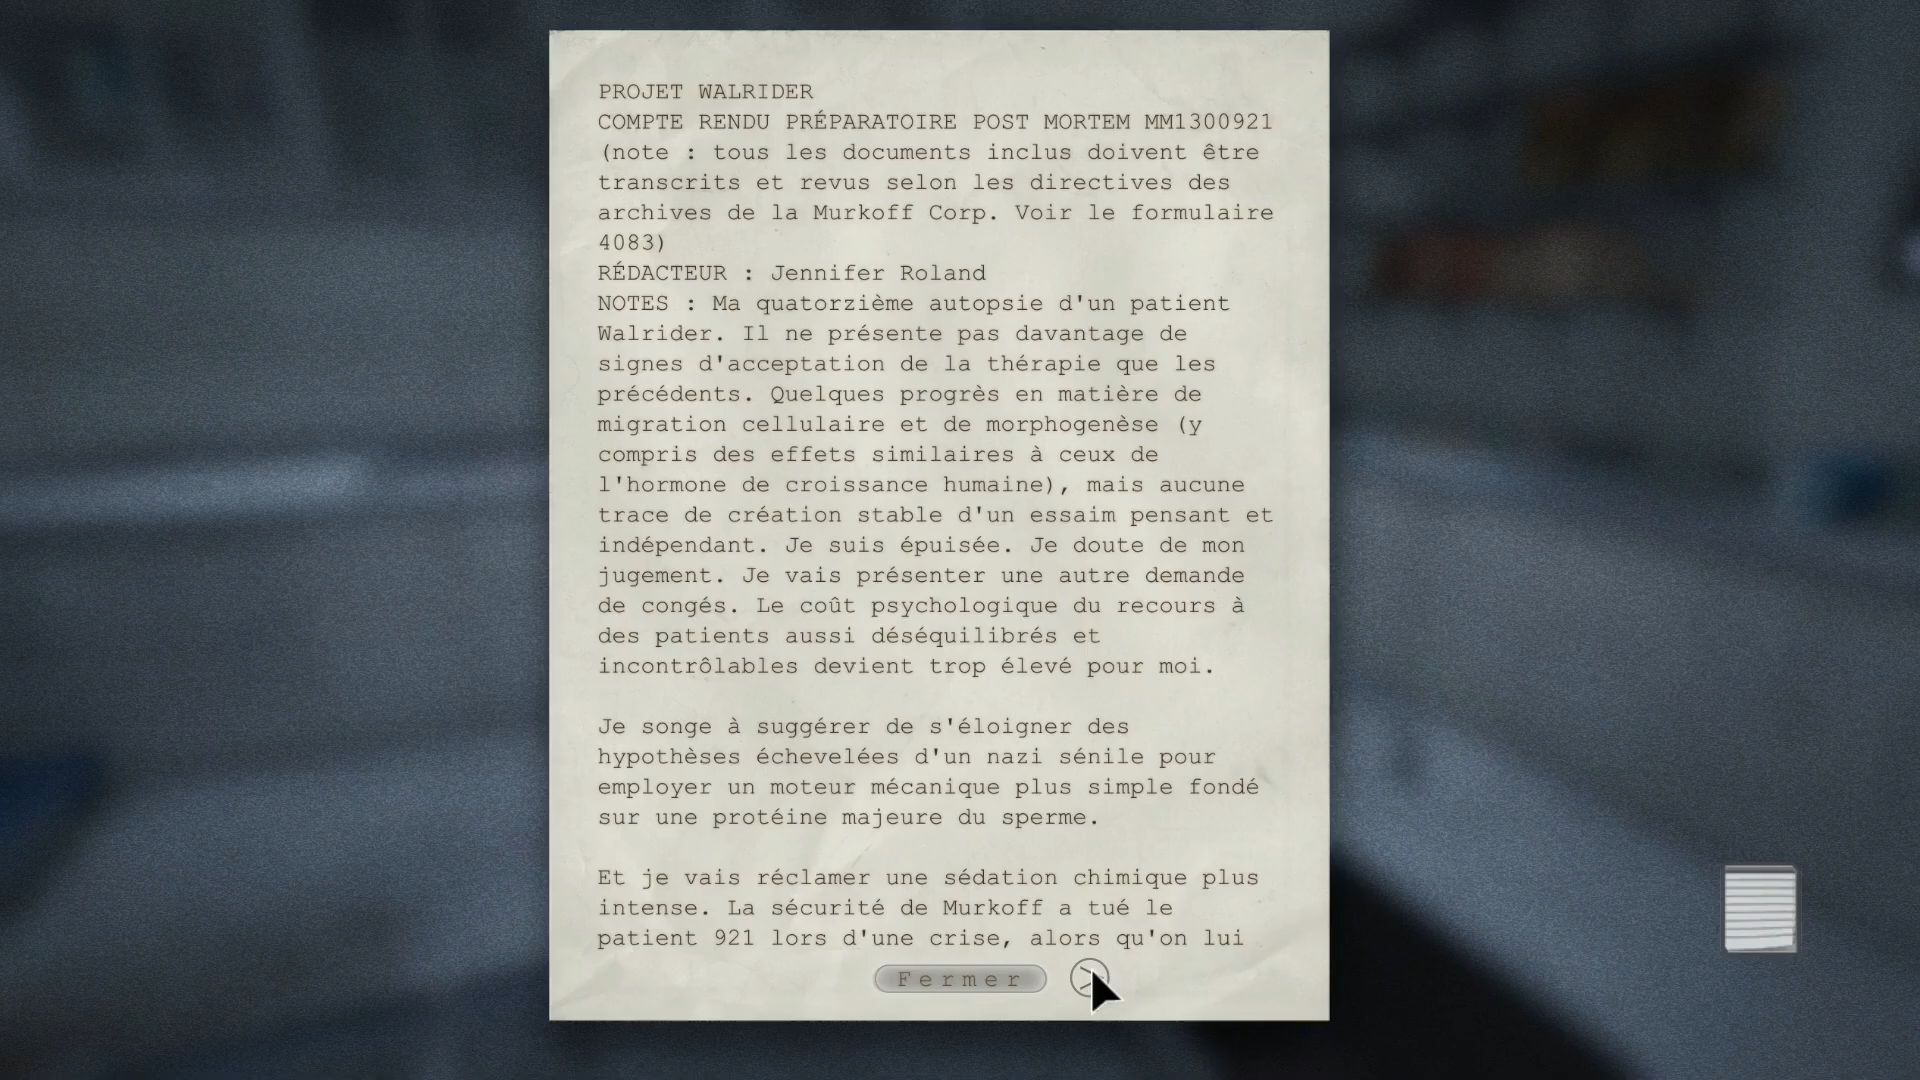 PROJET WALRIDER
COMPTE RENDU PRÉPARATOIRE POST MORTEM MM1300921
(note : tous les documents inclus doivent être
transcrits et revus selon les directives des
archives de la Murkoff Corp. Voir le formulaire
4083)
RÉDACTEUR : Jennifer Roland
NOTES : Ma quatorzième autopsie d'un patient
Walrider. Il ne présente pas davantage de
signes d'acceptation de la thérapie que les
précédents. Quelques progrès en matière de
migration cellulaire et de morphogenèse (y
compris des effets similaires à ceux de
l'hormone de croissance humaine), mais aucune
trace de création stable d'un essaim pensant et
indépendant. Je suis épuisée. Je doute de mon
jugement. Je vais présenter une autre demande
de congés. Le coût psychologique du recours à
des patients aussi déséquilibrés et
incontrôlables devient trop élevé pour moi.
Je songe à suggérer de s'éloigner des
hypothèses échevelées d'un nazi sénile pour
employer un moteur mécanique plus simple fondé
sur une protéine majeure du sperme.
Et je vais réclamer une sédation chimique plus
intense. La sécurité de Murkoff a tué le
patient 921 lors d'une crise, alors qu'on lui
Fermer